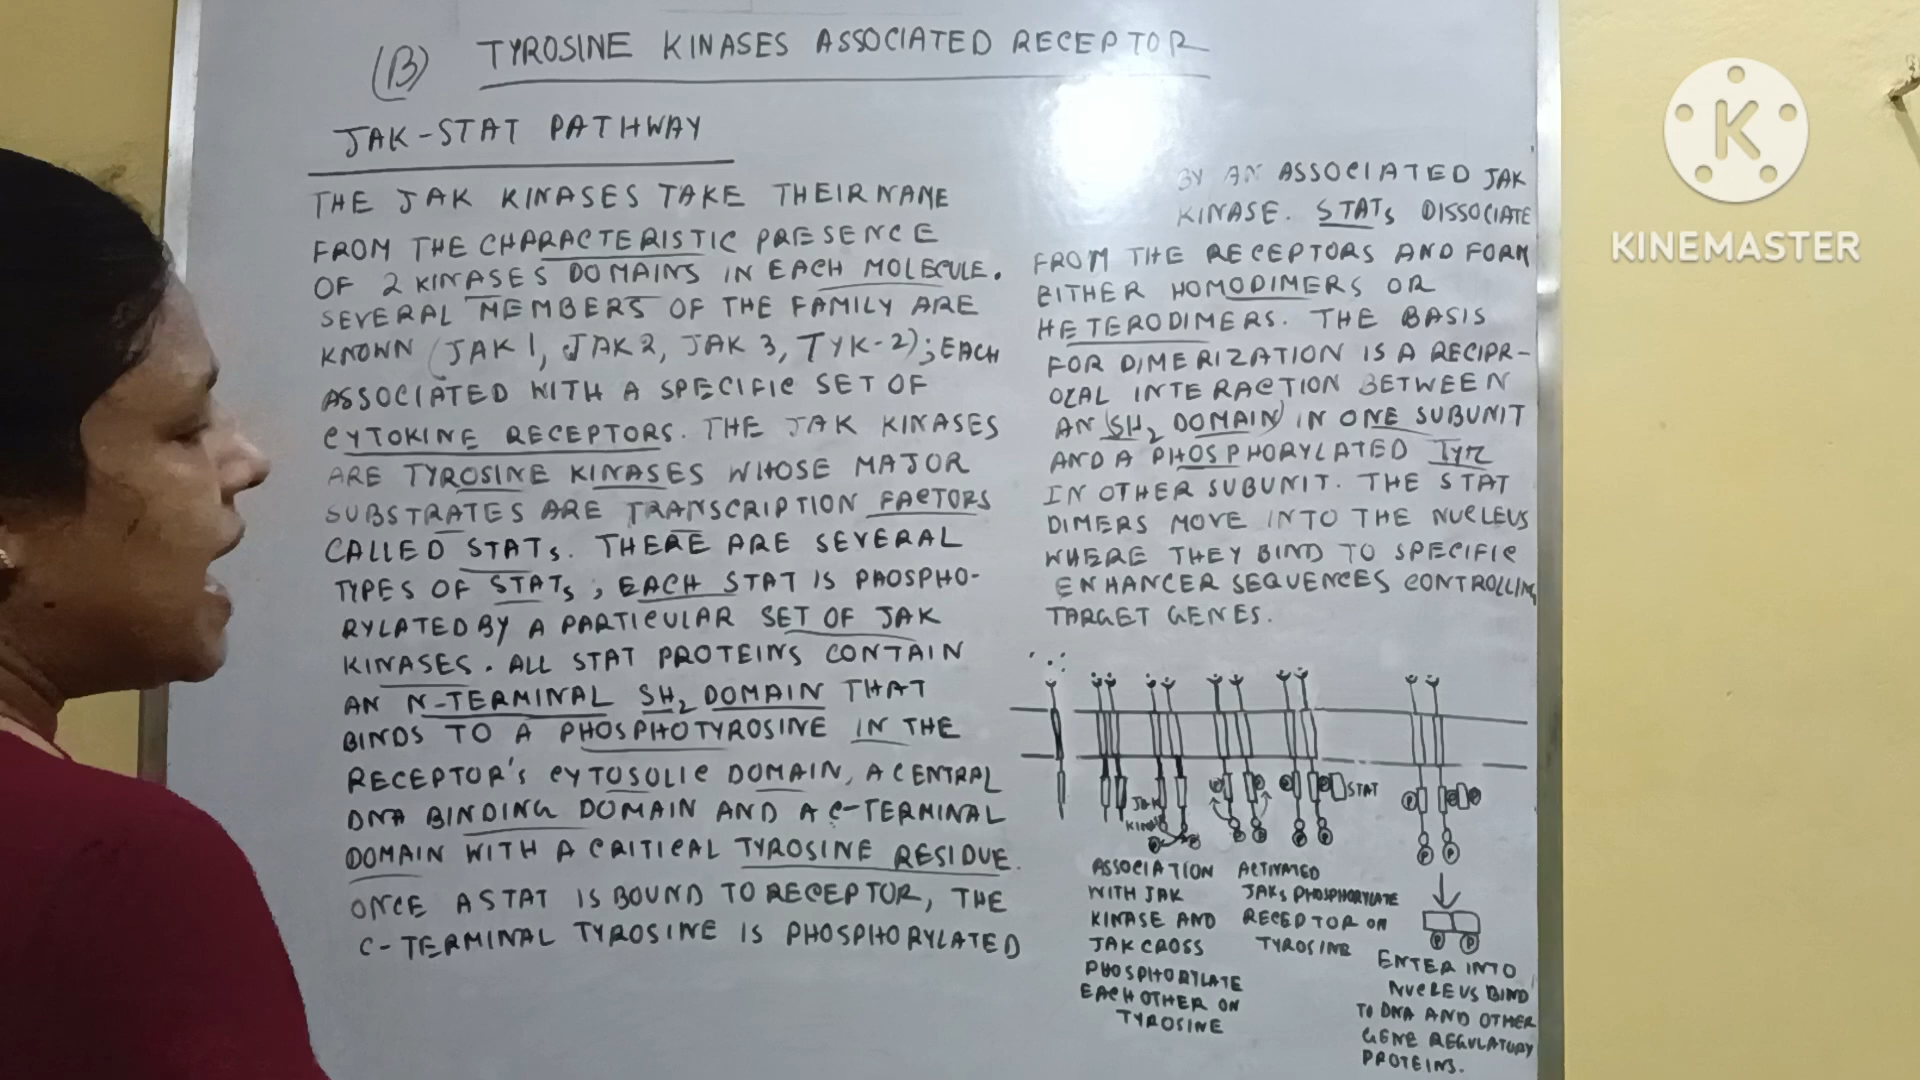 (B) TYROSINE KINASES ASSOCIATED RECEPTOR
JAK-STAT PATHWAY
THE JAK KINASES TAKE THEIR NAME
FROM THE CHARACTERISTIC PRESENCE
OF 2 KINASES DOMAINS IN EACH MOLECULE.
SEVERAL MEMBERS OF THE FAMILY ARE
KNOWN (JAK 1, JAK 2, JAK 3, TYK-2); EACH
ASSOCIATED WITH A SPECIFIC SET OF
CYTOKINE RECEPTORS. THE JAK KINASES
ARE TYROSINE KINASES WHOSE MAJOR
SUBSTRATES ARE TRANSCRIPTION FACTORS
CALLED STATs. THERE ARE SEVERAL
TYPES OF STATs; EACH STAT IS PHOSPHO-
RYLATED BY A PARTICULAR SET OF JAK
KINASES. ALL STAT PROTEINS CONTAIN
AN N-TERMINAL SH2 DOMAIN THAT
BINDS TO A PHOSPHOTYROSINE IN THE
RECEPTOR'S CYTOSOLIC DOMAIN, A CENTRAL
DNA BINDING DOMAIN AND A C-TERMINAL
DOMAIN WITH A CRITICAL TYROSINE RESIDUE.
ONCE A STAT IS BOUND TO RECEPTOR, THE
C-TERMINAL TYROSINE IS PHOSPHORYLATED
BY AN ASSOCIATED JAK
KINASE. STATs DISSOCIATE
FROM THE RECEPTORS AND FORM
EITHER HOMODIMERS OR
HETERODIMERS. THE BASIS
FOR DIMERIZATION IS A RECIPR-
OCAL INTERACTION BETWEEN
AN (SH2 DOMAIN) IN ONE SUBUNIT
AND A PHOSPHORYLATED Tyr
IN OTHER SUBUNIT. THE STAT
DIMERS MOVE INTO THE NUCLEUS
WHERE THEY BIND TO SPECIFIC
ENHANCER SEQUENCES CONTROLLING
TARGET GENES.
JAK
STAT
P P
P P
ASSOCIATION
WITH JAK
KINASE AND
JAK CROSS
PHOSPHORYLATE
EACH OTHER ON
TYROSINE
ACTIVATED
JAKs PHOSPHORYLATE
RECEPTOR ON
TYROSINE
P P
ENTER INTO
NUCLEUS BIND
TO DNA AND OTHER
GENE REGULATORY
PROTEINS.
K
KINEMASTER